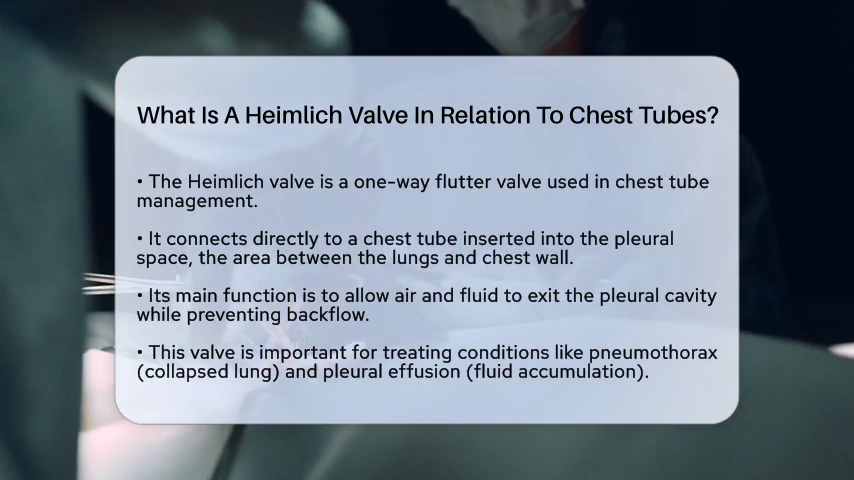 What Is A Heimlich Valve In Relation To Chest Tubes?
• The Heimlich valve is a one-way flutter valve used in chest tube
management.
• It connects directly to a chest tube inserted into the pleural
space, the area between the lungs and chest wall.
• Its main function is to allow air and fluid to exit the pleural cavity
while preventing backflow.
• This valve is important for treating conditions like pneumothorax
(collapsed lung) and pleural effusion (fluid accumulation).